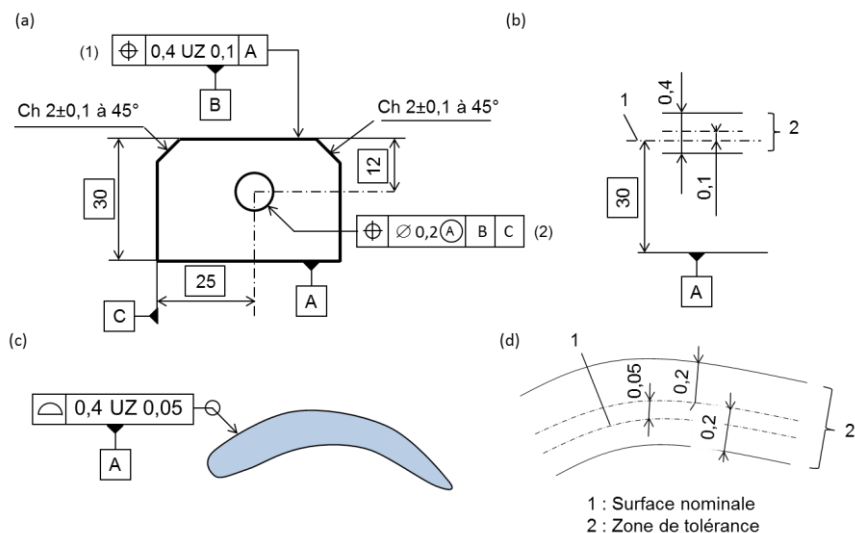 (a)
(1) ⌖ 0,4 UZ 0,1 A
B
Ch 2±0,1 à 45°
Ch 2±0,1 à 45°
12
30
⌖ ∅ 0,2 Ⓐ B C (2)
25
A
C
(b)
1
0,4
2
30
0,1
A
(c)
⌓ 0,4 UZ 0,05
A
(d)
1
0,05
0,2
0,2
2
1 : Surface nominale
2 : Zone de tolérance